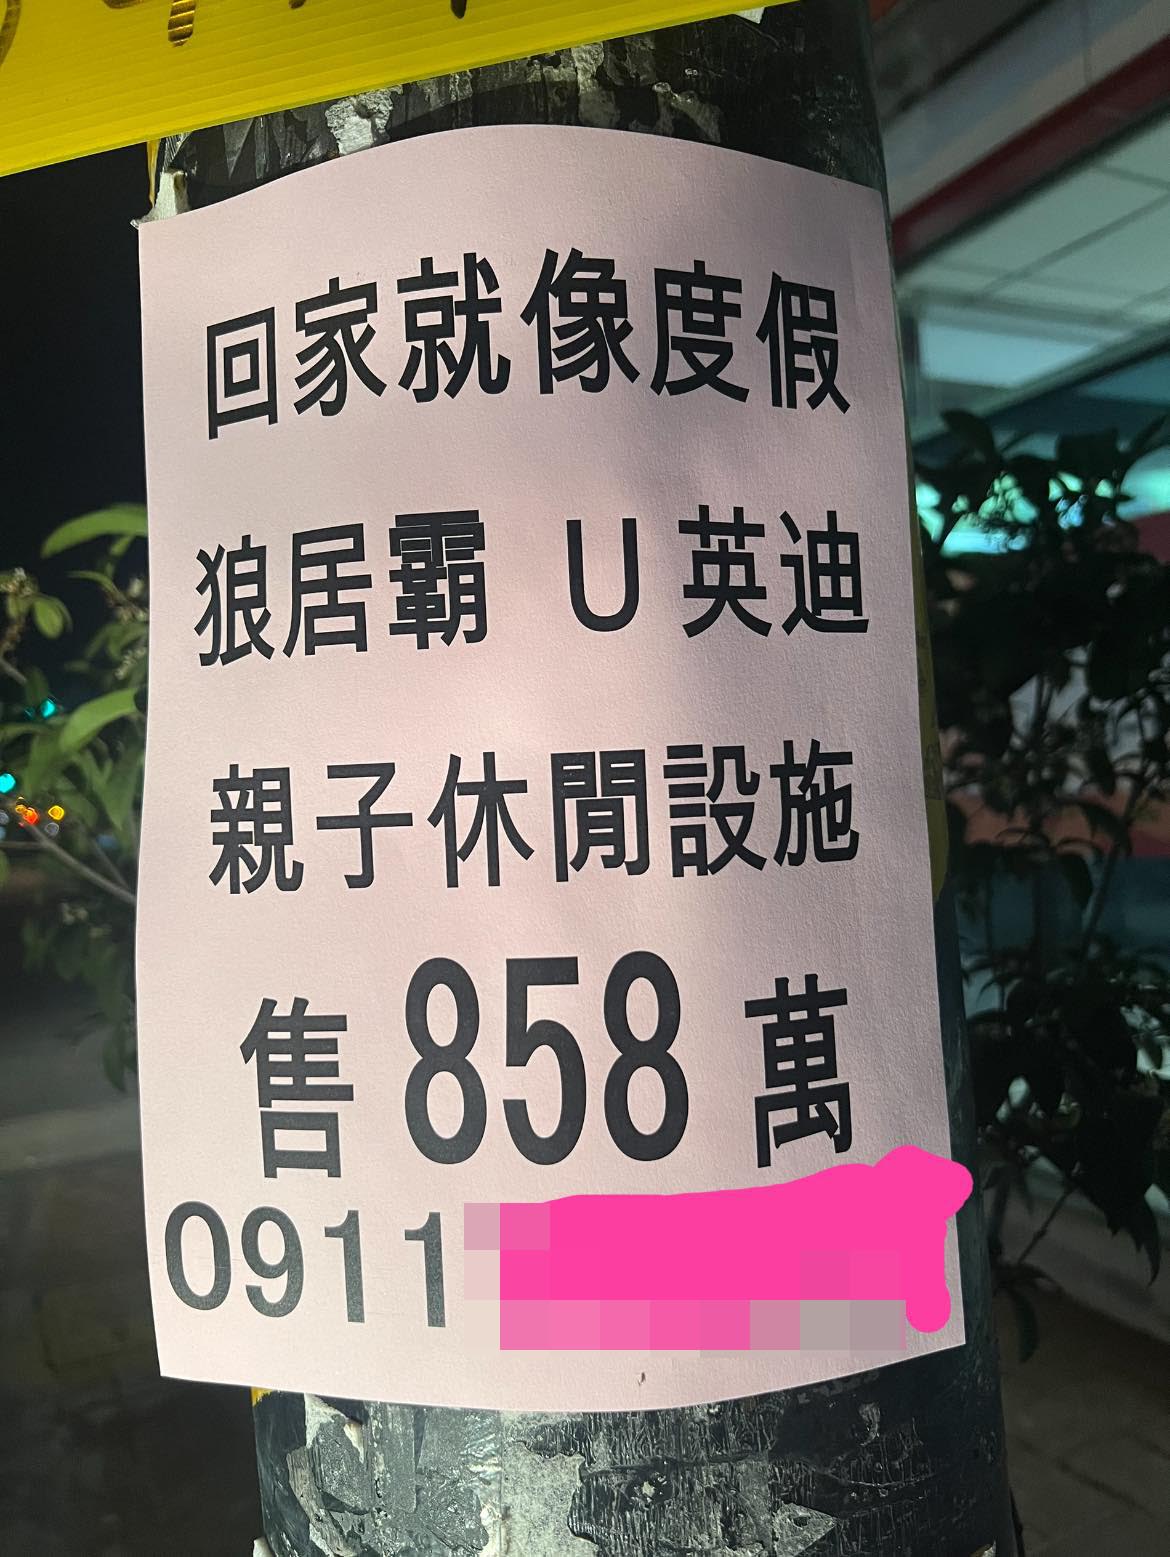 回家就像度假
狼居霸 U英迪
親子休閒設施
售858萬
0911